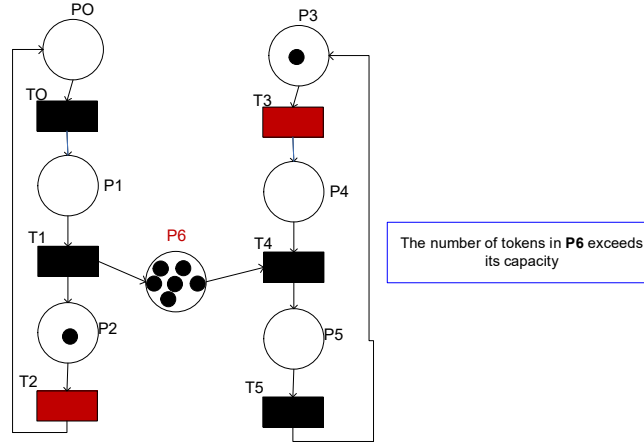 PO
P3
TO
T3
P1
P4
P6
T1
T4
The number of tokens in P6 exceeds
its capacity
P2
P5
T2
T5